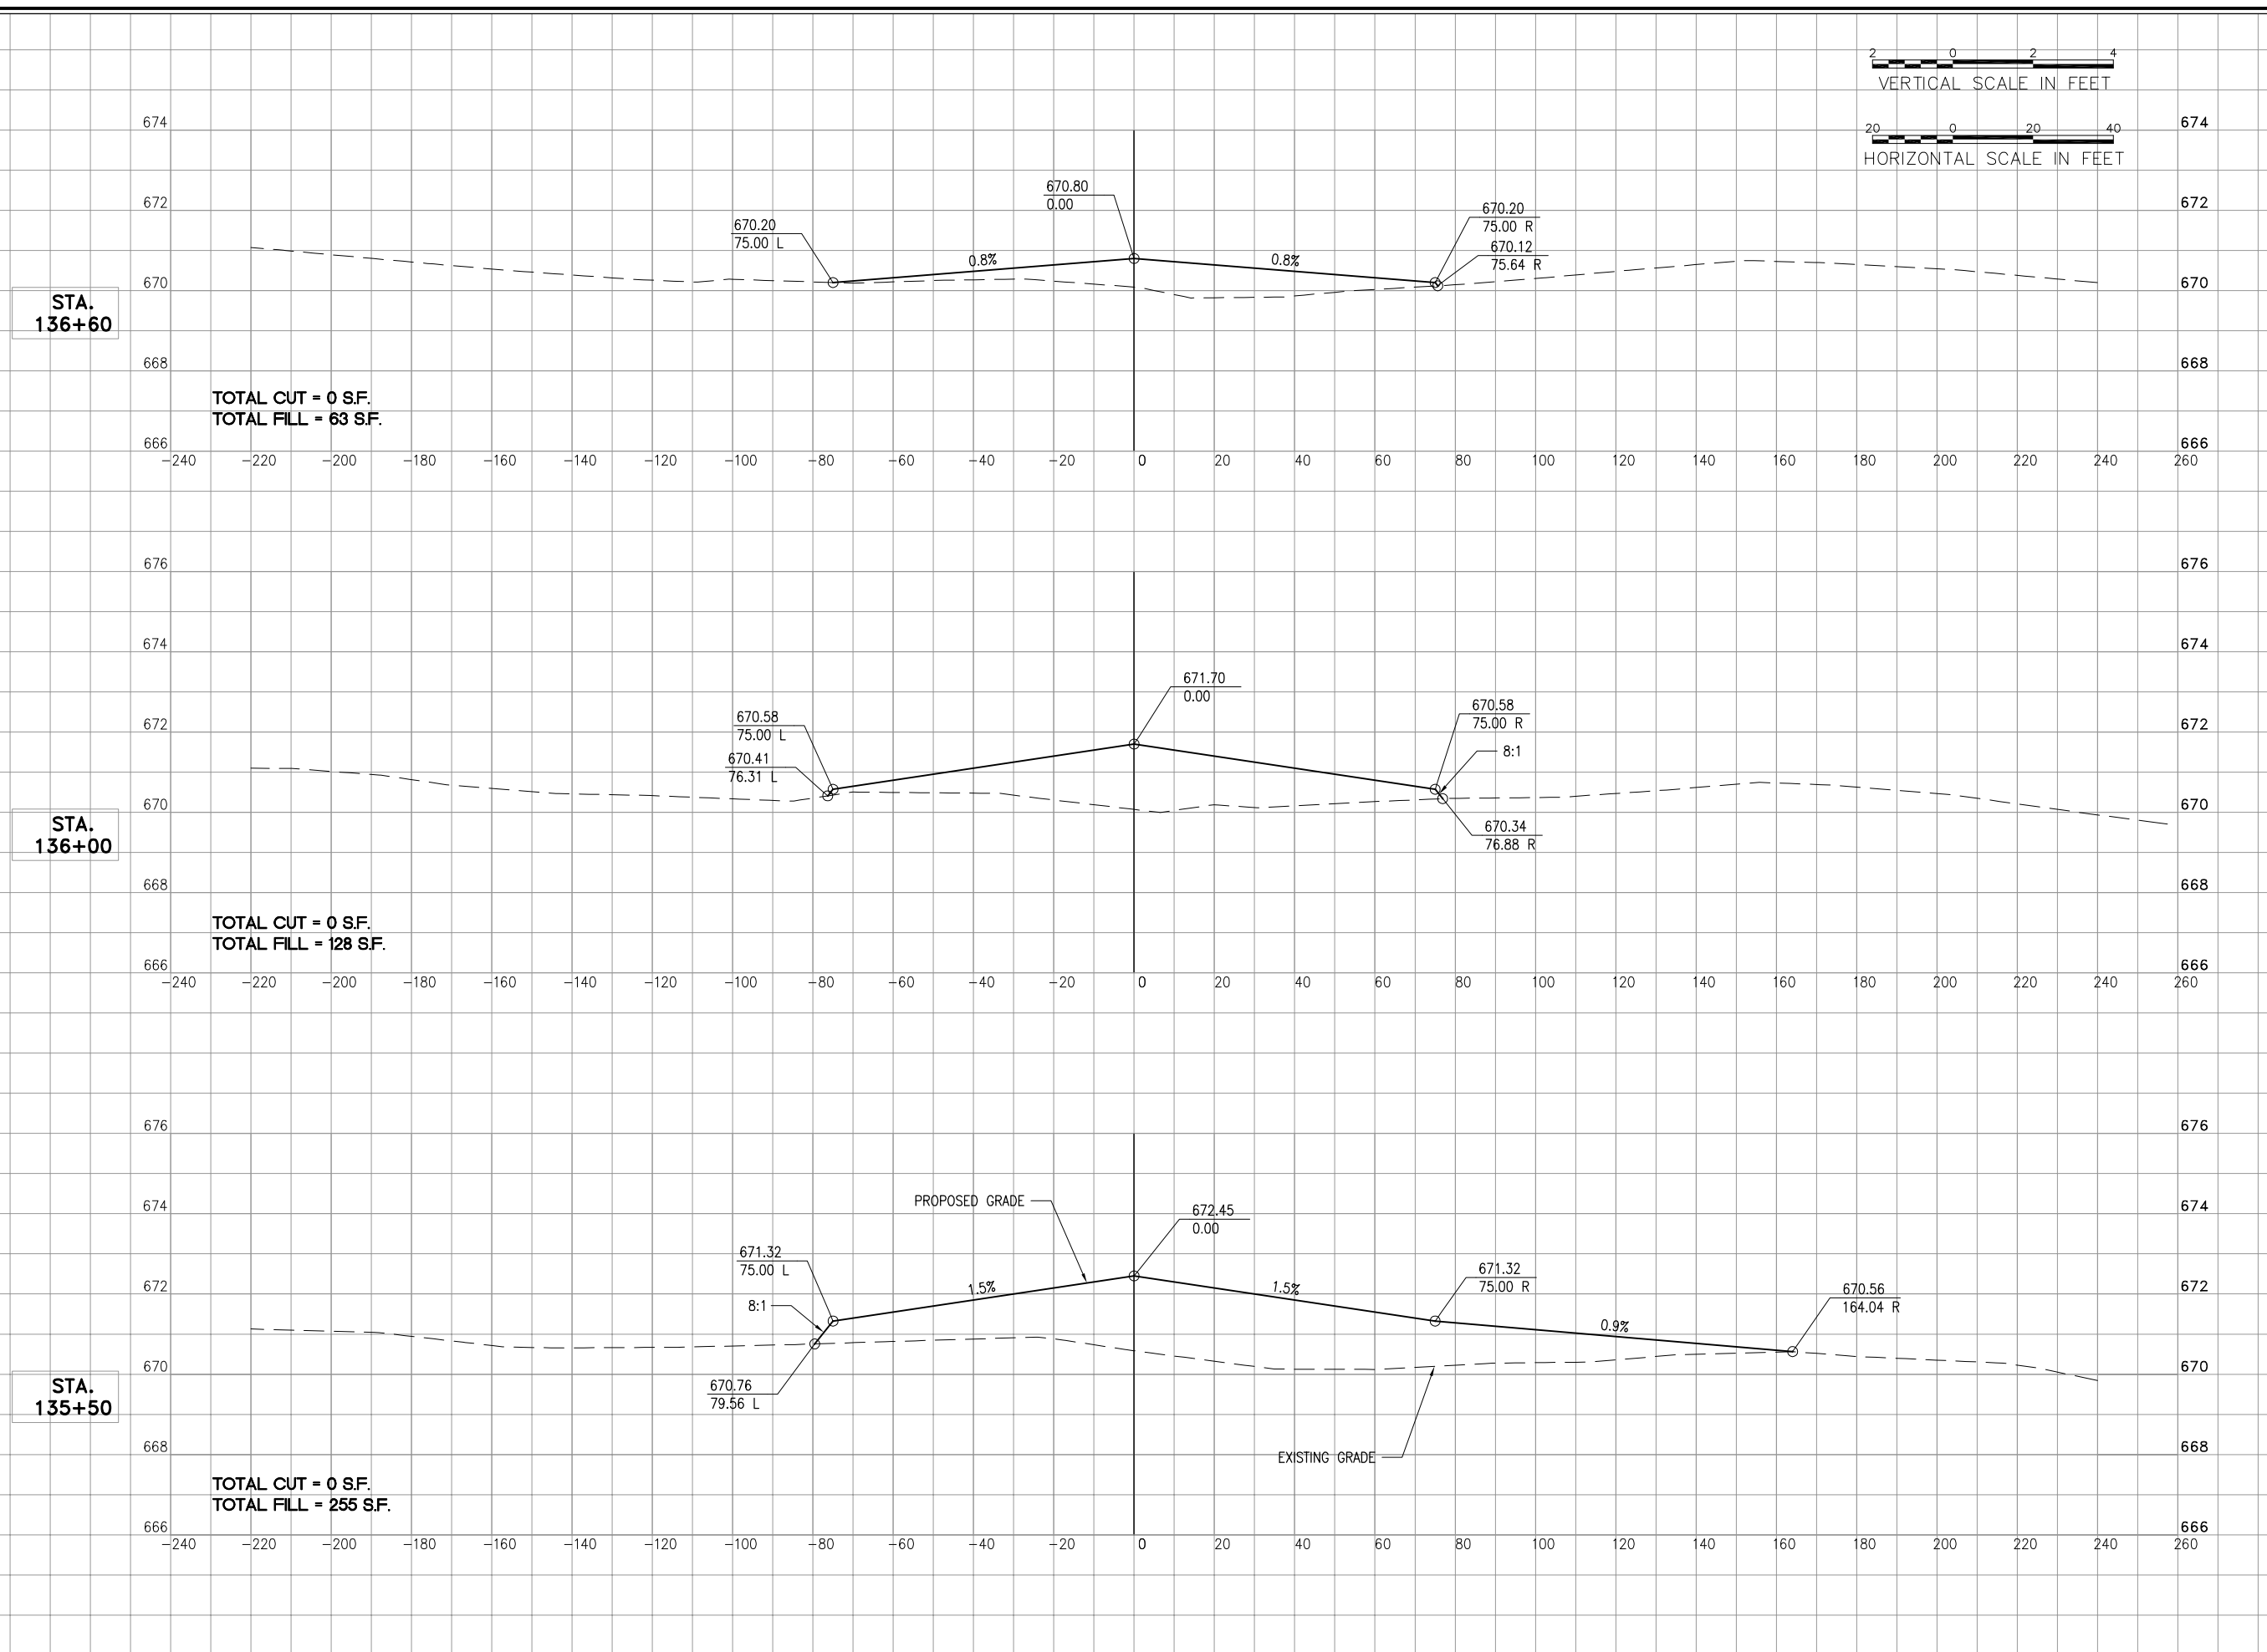 2 0 2 4
VERTICAL SCALE IN FEET
20 0 20 40
HORIZONTAL SCALE IN FEET
674 674
672 672
670 670
668 668
666 666
STA.
136+60
670.20
75.00 L
0.8%
670.80
0.00
0.8%
670.20
75.00 R
670.12
75.64 R
TOTAL CUT = 0 S.F.
TOTAL FILL = 63 S.F.
-240 -220 -200 -180 -160 -140 -120 -100 -80 -60 -40 -20 0 20 40 60 80 100 120 140 160 180 200 220 240 260
676 676
674 674
672 672
670 670
668 668
666 666
STA.
136+00
670.58
75.00 L
670.41
76.31 L
671.70
0.00
670.58
75.00 R
8:1
670.34
76.88 R
TOTAL CUT = 0 S.F.
TOTAL FILL = 128 S.F.
-240 -220 -200 -180 -160 -140 -120 -100 -80 -60 -40 -20 0 20 40 60 80 100 120 140 160 180 200 220 240 260
676 676
674 674
672 672
670 670
668 668
666 666
STA.
135+50
PROPOSED GRADE
671.32
75.00 L
8:1
670.76
79.56 L
1.5%
672.45
0.00
1.5%
671.32
75.00 R
0.9%
670.56
164.04 R
EXISTING GRADE
TOTAL CUT = 0 S.F.
TOTAL FILL = 255 S.F.
-240 -220 -200 -180 -160 -140 -120 -100 -80 -60 -40 -20 0 20 40 60 80 100 120 140 160 180 200 220 240 260